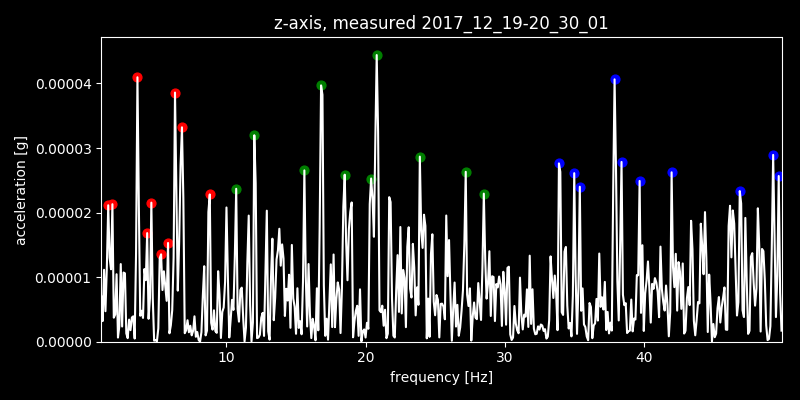 z-axis, measured 2017_12_19-20_30_01
0.00004
0.00003
0.00002
0.00001
0.00000
acceleration [g]
10 20 30 40
frequency [Hz]